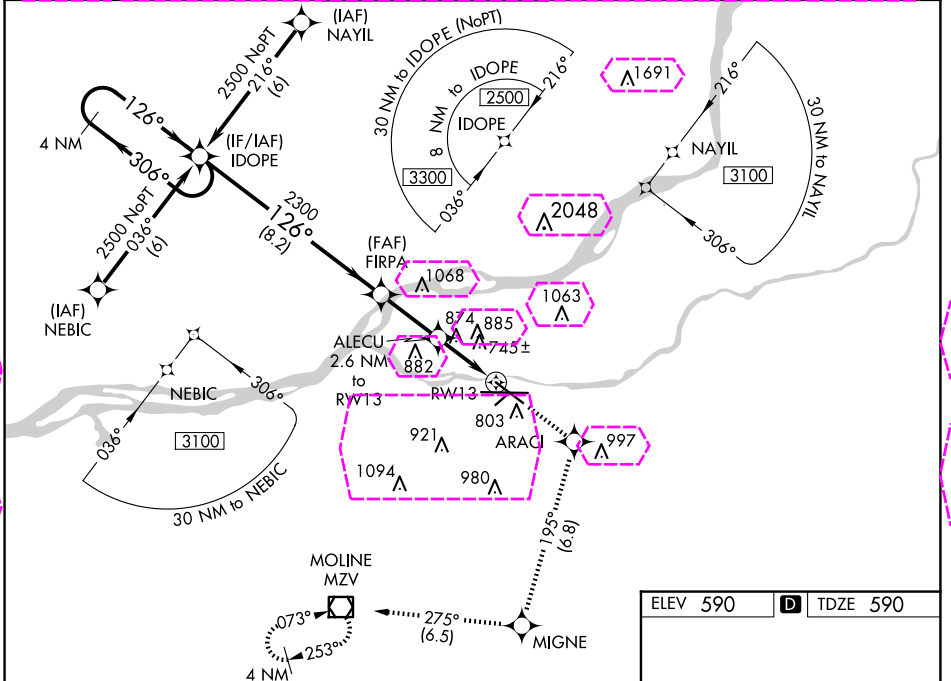 (IAF)
NAYIL
2500 NoPT
216°
(6)
126°
4 NM
306°
(IF/IAF)
IDOPE
2500 NoPT
036°
(6)
(IAF)
NEBIC
2300
126°
(8.2)
(FAF)
FIRPA
30 NM to IDOPE (NoPT)
8 NM to IDOPE
2500
216°
IDOPE
3300
036°
1691
216°
NAYIL
3100
30 NM to NAYIL
306°
2048
1068
1063
874
885
745±
ALECU
2.6 NM
to
RW13
882
RW13
803
ARACI
997
921
1094
980
NEBIC
306°
036°
3100
30 NM to NEBIC
195°
(6.8)
MOLINE
MZV
073°
253°
4 NM
275°
(6.5)
MIGNE
ELEV 590 D TDZE 590